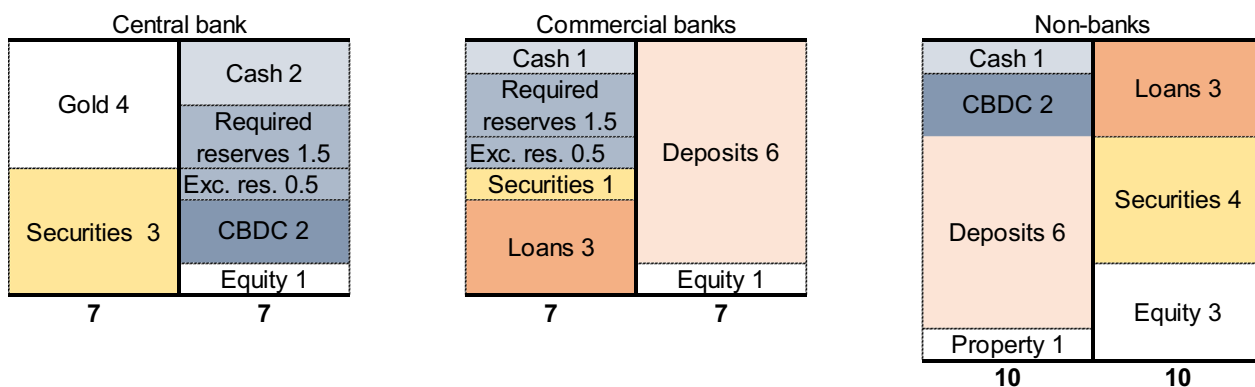 Central bank
Gold 4
Securities 3
7
Cash 2
Required
reserves 1.5
Exc. res. 0.5
CBDC 2
Equity 1
7
Commercial banks
Cash 1
Required
reserves 1.5
Exc. res. 0.5
Securities 1
Loans 3
7
Deposits 6
Equity 1
7
Non-banks
Cash 1
CBDC 2
Deposits 6
Property 1
10
Loans 3
Securities 4
Equity 3
10